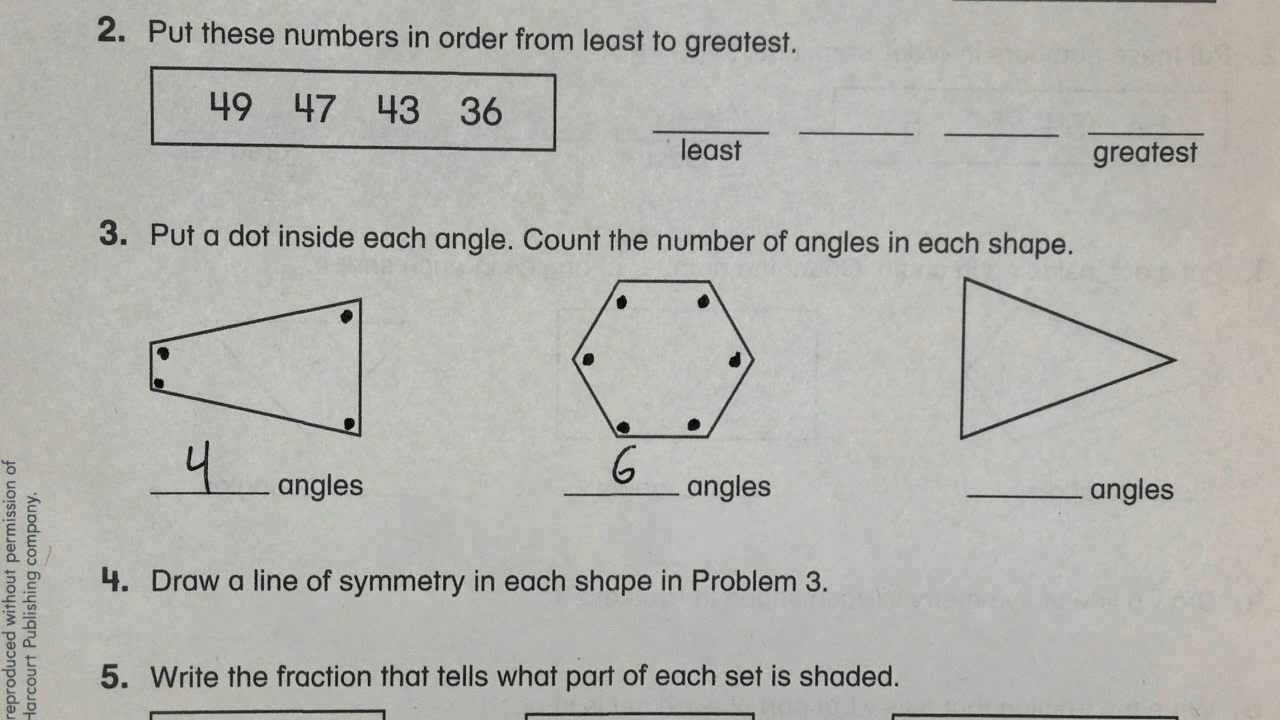 2. Put these numbers in order from least to greatest.
49 47 43 36
least greatest
3. Put a dot inside each angle. Count the number of angles in each shape.
4 angles 6 angles angles
4. Draw a line of symmetry in each shape in Problem 3.
5. Write the fraction that tells what part of each set is shaded.
reproduced without permission of
Harcourt Publishing company.